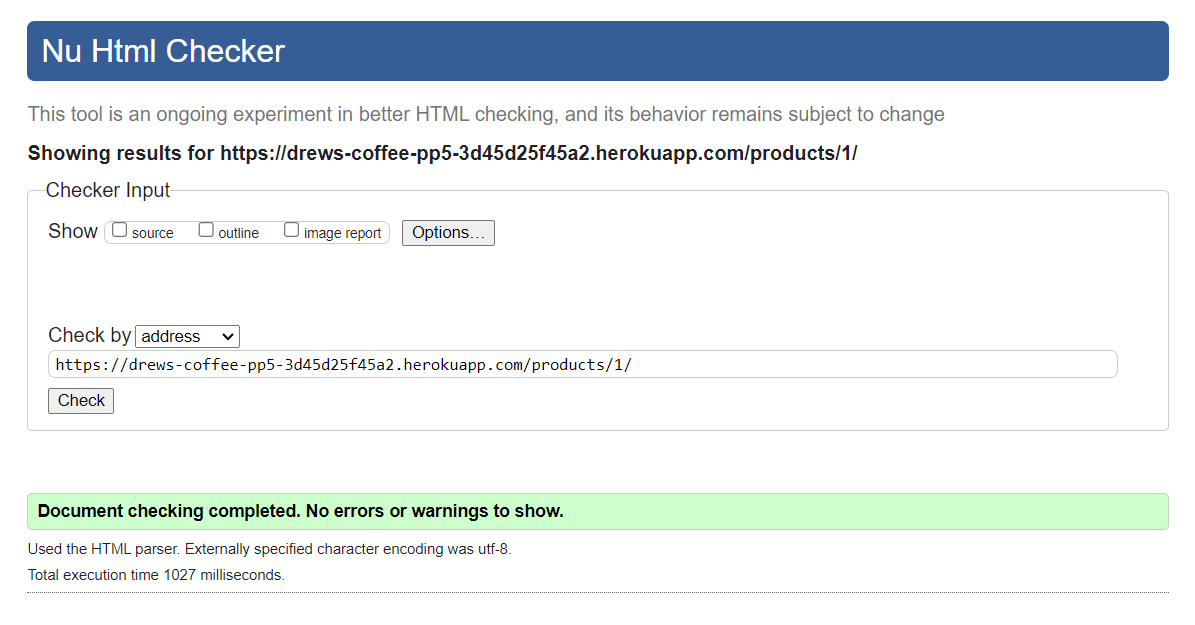 Nu Html Checker
This tool is an ongoing experiment in better HTML checking, and its behavior remains subject to change
Showing results for https://drews-coffee-pp5-3d45d25f45a2.herokuapp.com/products/1/
Checker Input
Show source outline image report Options…
Check by address
https://drews-coffee-pp5-3d45d25f45a2.herokuapp.com/products/1/
Check
Document checking completed. No errors or warnings to show.
Used the HTML parser. Externally specified character encoding was utf-8.
Total execution time 1027 milliseconds.